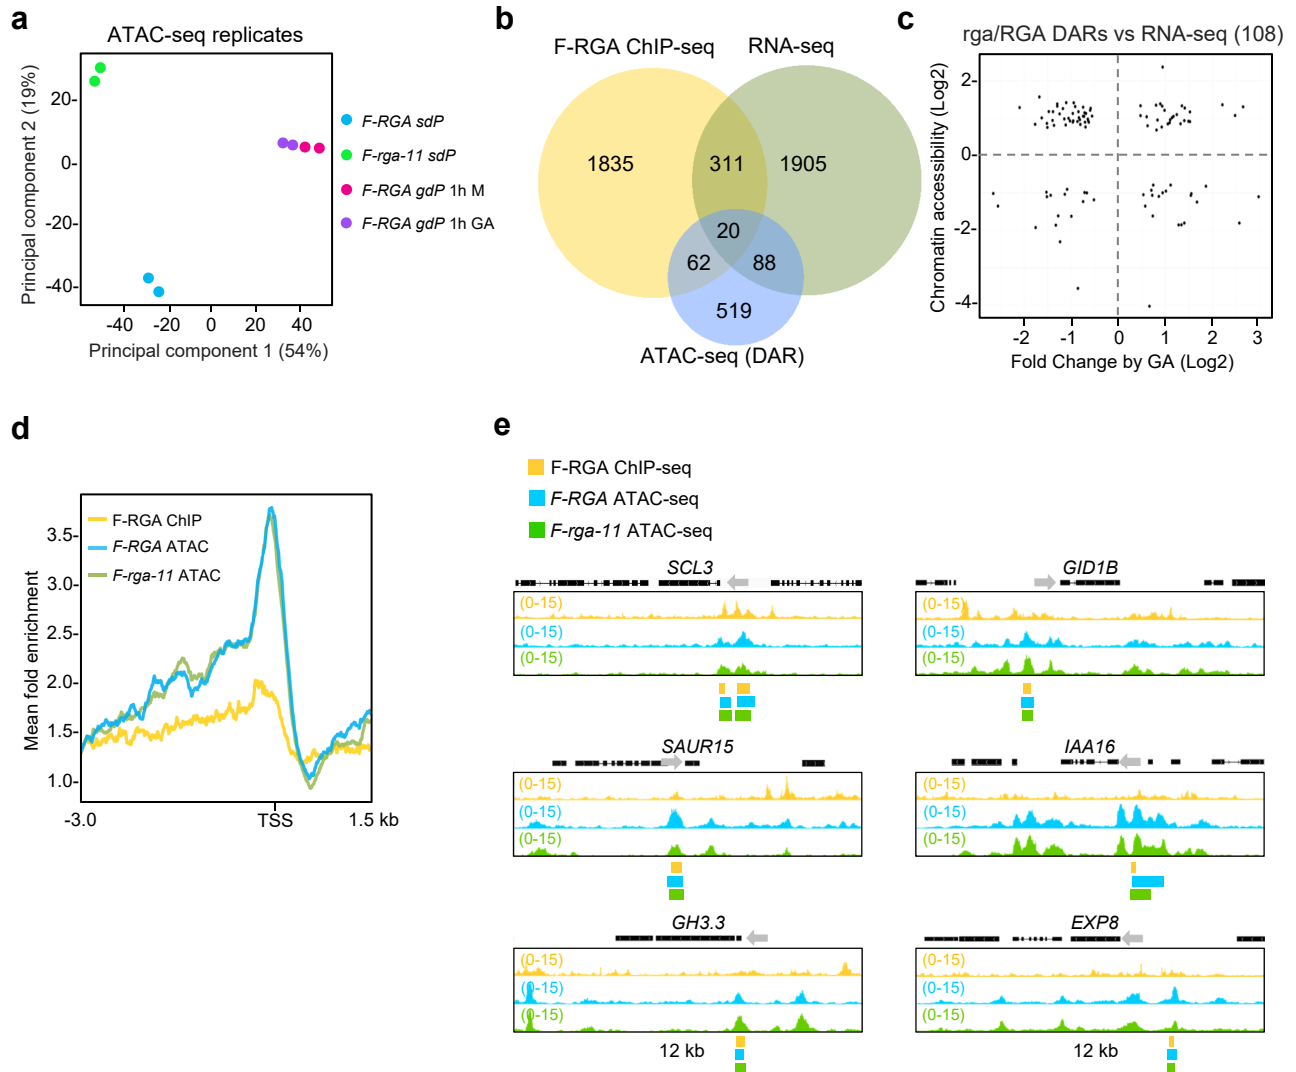 a
ATAC-seq replicates
Principal component 2 (19%)
20
0
-20
-40
-40
-20
0
20
40
Principal component 1 (54%)
F-RGA sdP
F-rga-11 sdP
F-RGA gdP 1h M
F-RGA gdP 1h GA
b
F-RGA ChIP-seq
RNA-seq
1835
311
1905
20
62
88
519
ATAC-seq (DAR)
c
rga/RGA DARs vs RNA-seq (108)
Chromatin accessibility (Log2)
2
0
-2
-4
-2
-1
0
1
2
3
Fold Change by GA (Log2)
d
Mean fold enrichment
3.5
3.0
2.5
2.0
1.5
1.0
F-RGA ChIP
F-RGA ATAC
F-rga-11 ATAC
-3.0
TSS
1.5 kb
e
F-RGA ChIP-seq
F-RGA ATAC-seq
F-rga-11 ATAC-seq
SCL3
(0-15)
(0-15)
(0-15)
GID1B
(0-15)
(0-15)
(0-15)
SAUR15
(0-15)
(0-15)
(0-15)
IAA16
(0-15)
(0-15)
(0-15)
GH3.3
(0-15)
(0-15)
(0-15)
12 kb
EXP8
(0-15)
(0-15)
(0-15)
12 kb